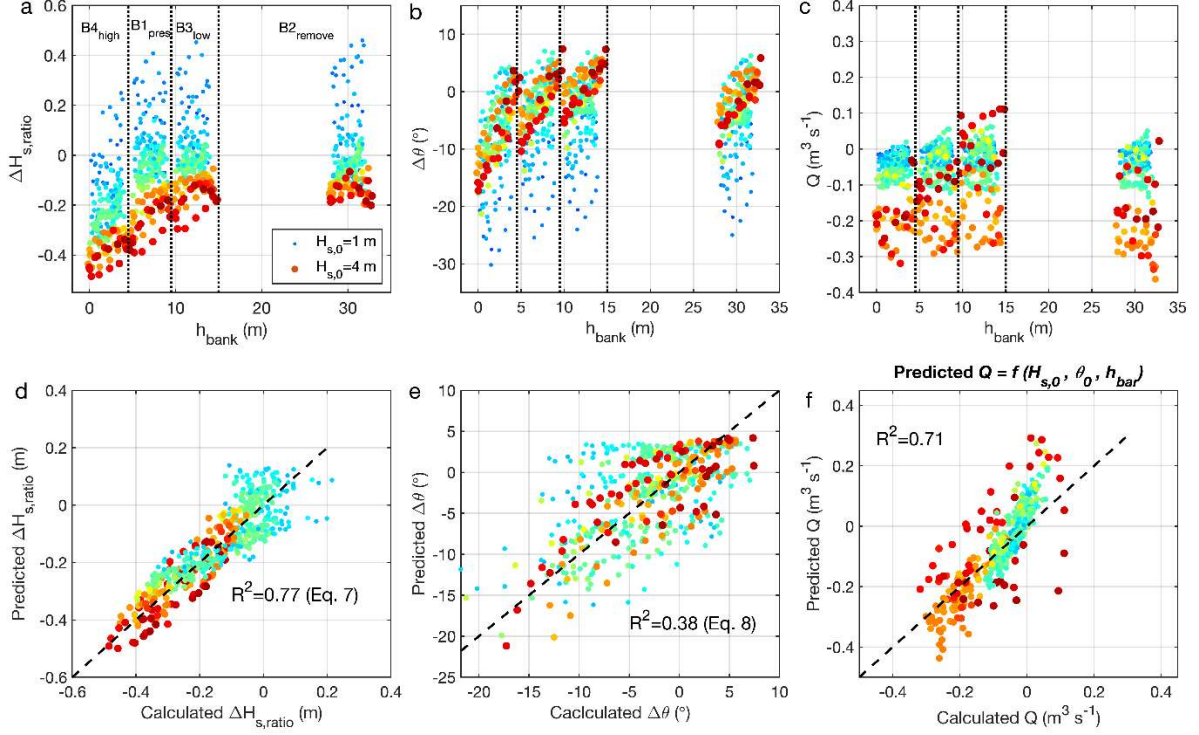 a
0.6
0.4
0.2
0
-0.2
-0.4
ΔHs,ratio
B4high
B1pres
B3low
B2remove
Hs,0=1 m
Hs,0=4 m
0 10 20 30
hbank (m)
b
10
0
-10
-20
-30
Δθ (°)
0 5 10 15 20 25 30 35
hbank (m)
c
0.4
0.3
0.2
0.1
0
-0.1
-0.2
-0.3
-0.4
Q (m3 s-1)
0 5 10 15 20 25 30 35
hbank (m)
d
0.4
0.2
0
-0.2
-0.4
-0.6
Predicted ΔHs,ratio (m)
R2=0.77 (Eq. 7)
-0.6 -0.4 -0.2 0 0.2 0.4
Calculated ΔHs,ratio (m)
e
10
5
0
-5
-10
-15
-20
-25
Predicted Δθ (°)
R2=0.38 (Eq. 8)
-20 -15 -10 -5 0 5 10
Caclculated Δθ (°)
Predicted Q = f (Hs,0 , θ0 , hbar)
f
0.4
0.2
0
-0.2
-0.4
Predicted Q (m3 s-1)
R2=0.71
-0.4 -0.2 0 0.2 0.4
Calculated Q (m3 s-1)